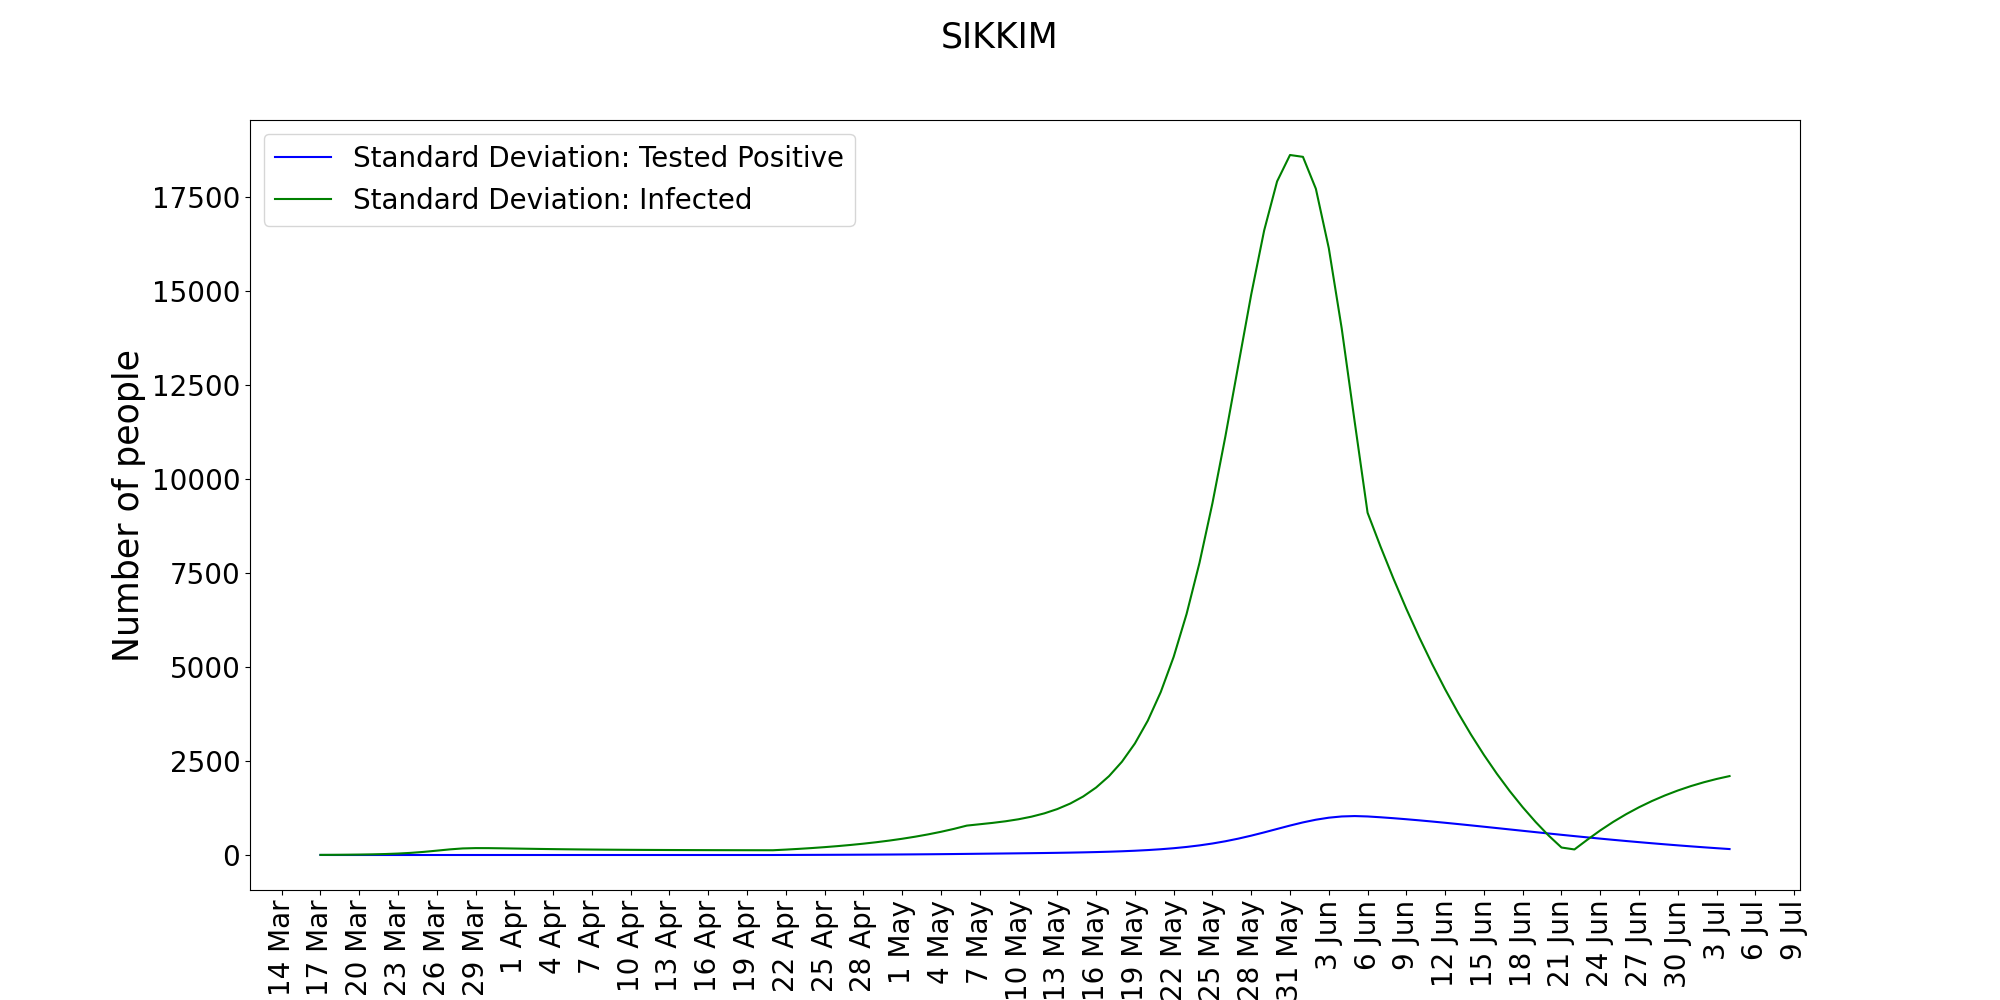 SIKKIM
Standard Deviation: Tested Positive
Standard Deviation: Infected
Number of people
17500
15000
12500
10000
7500
5000
2500
0
14 Mar
17 Mar
20 Mar
23 Mar
26 Mar
29 Mar
1 Apr
4 Apr
7 Apr
10 Apr
13 Apr
16 Apr
19 Apr
22 Apr
25 Apr
28 Apr
1 May
4 May
7 May
10 May
13 May
16 May
19 May
22 May
25 May
28 May
31 May
3 Jun
6 Jun
9 Jun
12 Jun
15 Jun
18 Jun
21 Jun
24 Jun
27 Jun
30 Jun
3 Jul
6 Jul
9 Jul